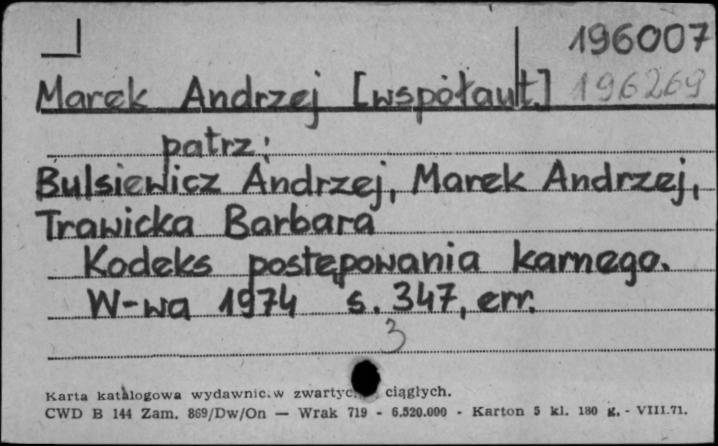 196007
Marek Andrzej [współaut.] 196269
patrz:
Bulsiewicz Andrzej, Marek Andrzej,
Trawicka Barbara
Kodeks postępowania karnego.
W-wa 1974 s. 347, err.
3
Karta katalogowa wydawnic.w zwartyc ciągłych.
CWD B 144 Zam. 869/Dw/On — Wrak 719 - 6.520.000 - Karton 5 kl. 180 g. - VIII.71.